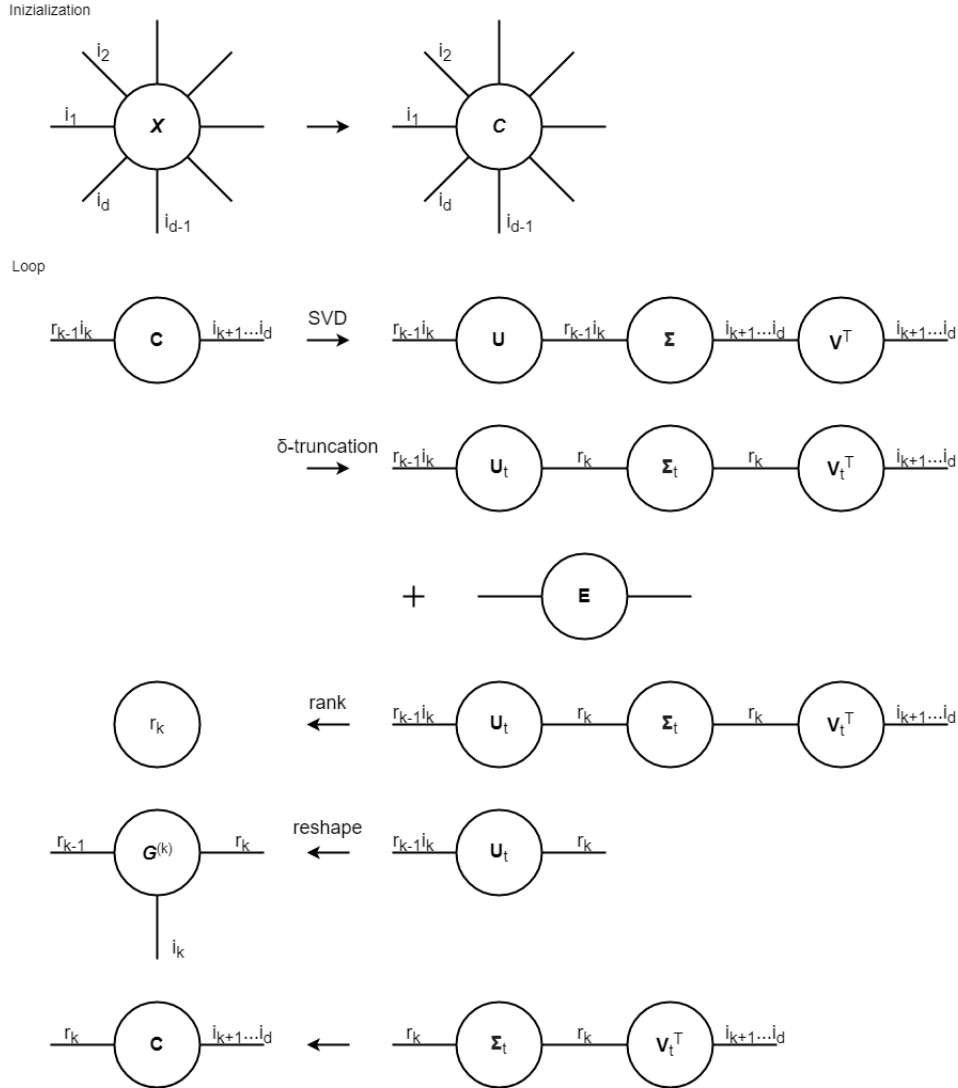 Inizialization
i2 i2
i1 X i1 C
id id-1 id id-1
Loop
rk-1ik C ik+1...id SVD rk-1ik U rk-1ik Σ ik+1...id V^T ik+1...id
δ-truncation rk-1ik Ut rk Σt rk Vt^T ik+1...id
+ E
rk rank rk-1ik Ut rk Σt rk Vt^T ik+1...id
rk-1 G^(k) rk reshape rk-1ik Ut rk
ik
rk C ik+1...id rk Σt rk Vt^T ik+1...id